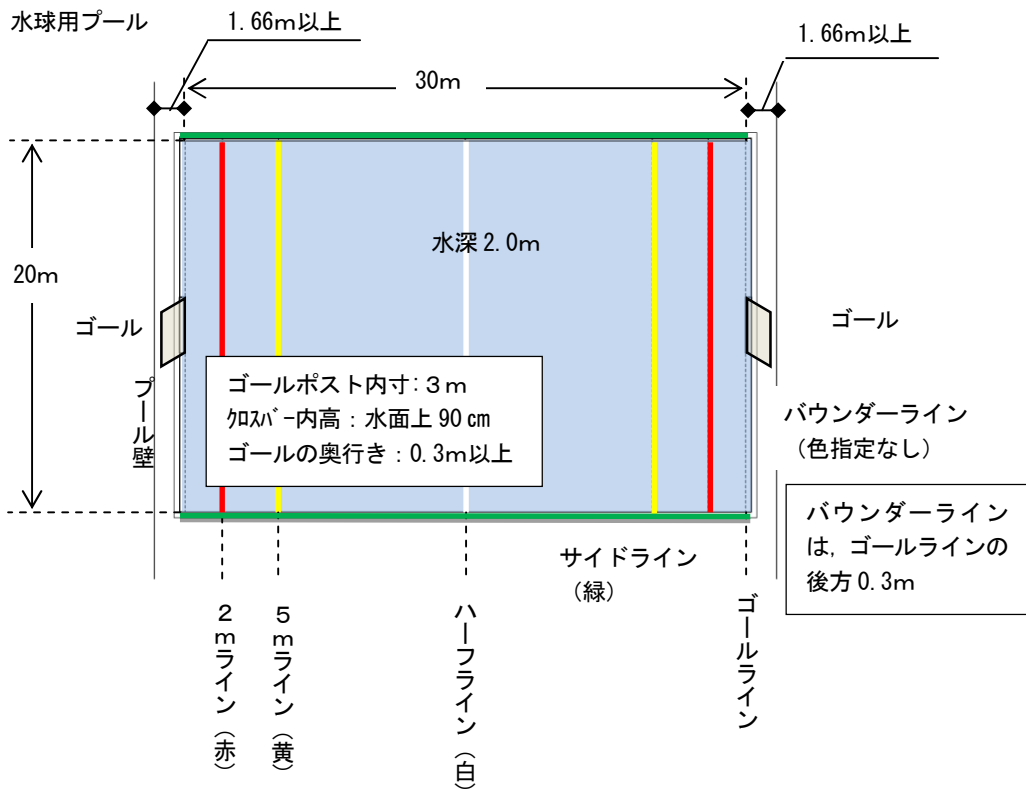 水球用プール
1.66ｍ以上
1.66ｍ以上
30ｍ
水深 2.0ｍ
20ｍ
ゴール
ゴール
プール壁
ゴールポスト内寸：３ｍ
ｸﾛｽﾊﾞｰ内高：水面上 90 ㎝
ゴールの奥行き：0.3ｍ以上
バウンダーライン
（色指定なし）
バウンダーライン
は，ゴールラインの
後方 0.3ｍ
サイドライン
（緑）
２ｍライン（赤）
５ｍライン（黄）
ハーフライン（白）
ゴールライン